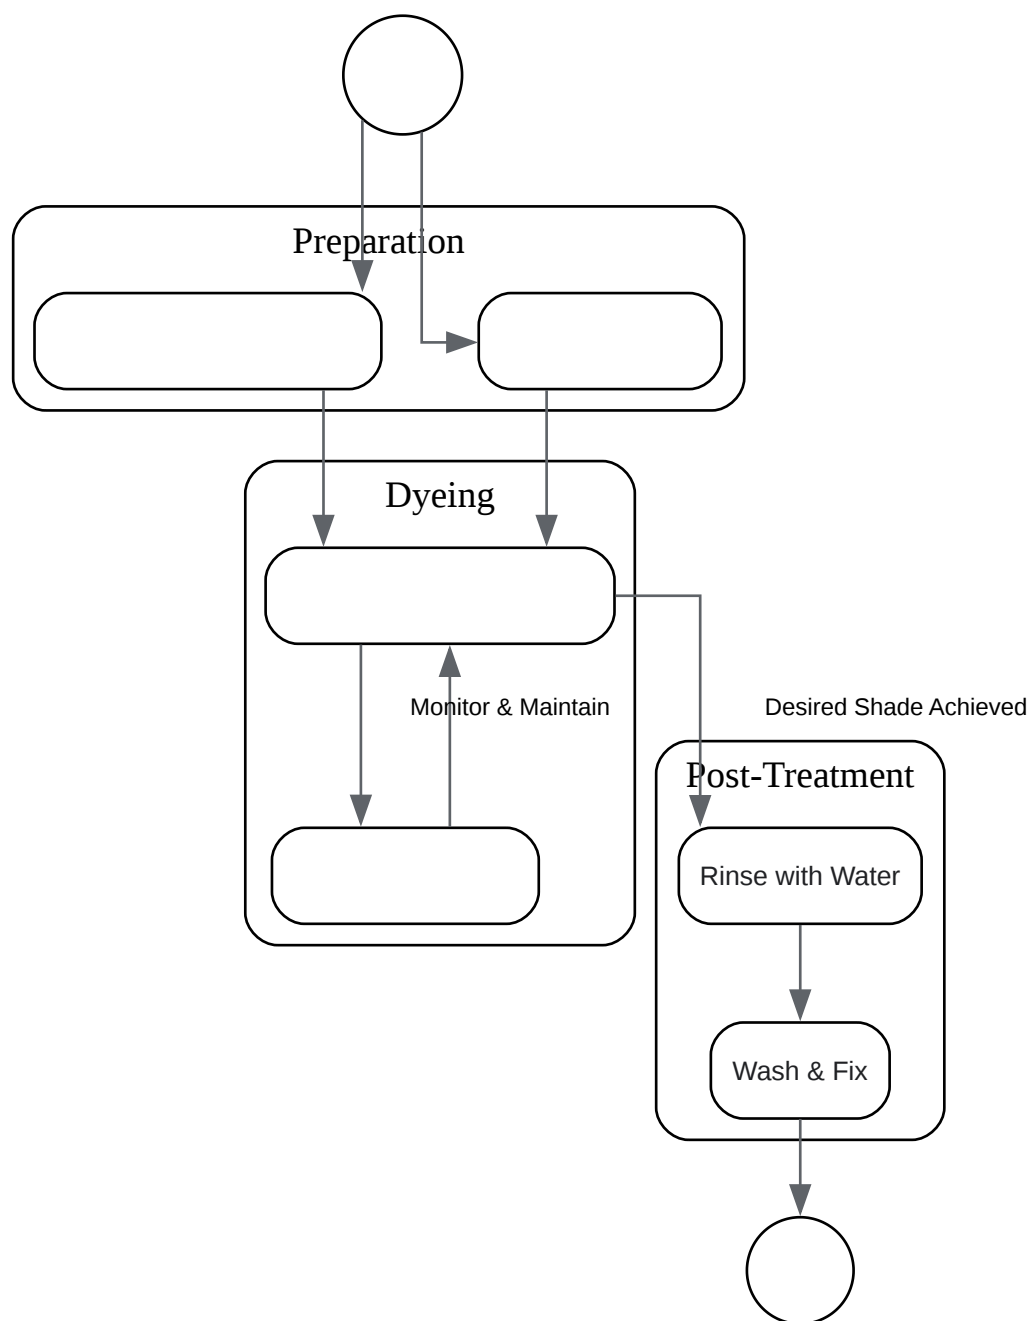 Preparation
Dyeing
Monitor & Maintain
Desired Shade Achieved
Post-Treatment
Rinse with Water
Wash & Fix